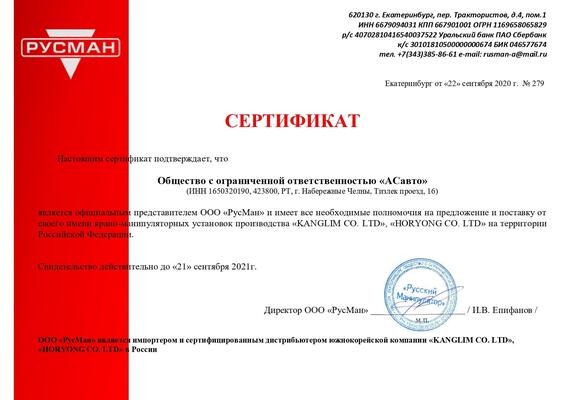 РУСМАН
620130 г. Екатеринбург, пер. Трактористов, д.4, пом.1
ИНН 6679094031 КПП 667901001 ОГРН 1169658065829
р/с 40702810416540037522 Уральский банк ПАО Сбербанк
к/с 30101810500000000674 БИК 046577674
тел. +7(343)385-86-61 e-mail: rusman-a@mail.ru
Екатеринбург от «22» сентября 2020 г. № 279
СЕРТИФИКАТ
Настоящим сертификат подтверждает, что
Общество с ограниченной ответственностью «АСавто»
(ИНН 1650320190, 423800, РТ, г. Набережные Челны, Тэцлек проезд, 16)
является официальным представителем ООО «РусМан» и имеет все необходимые полномочия на предложение и поставку от
своего имени крано-манипуляторных установок производства «KANGLIM CO. LTD», «HORYONG CO. LTD» на территории
Российской Федерации.
Свидетельство действительно до «21» сентября 2021г.
«Русский
Манипулятор»
Директор ООО «РусМан» / И.В. Епифанов /
М.П.
ООО «РусМан» является импортером и сертифицированным дистрибьютером южнокорейской компании «KANGLIM CO. LTD»,
«HORYONG CO. LTD» в России